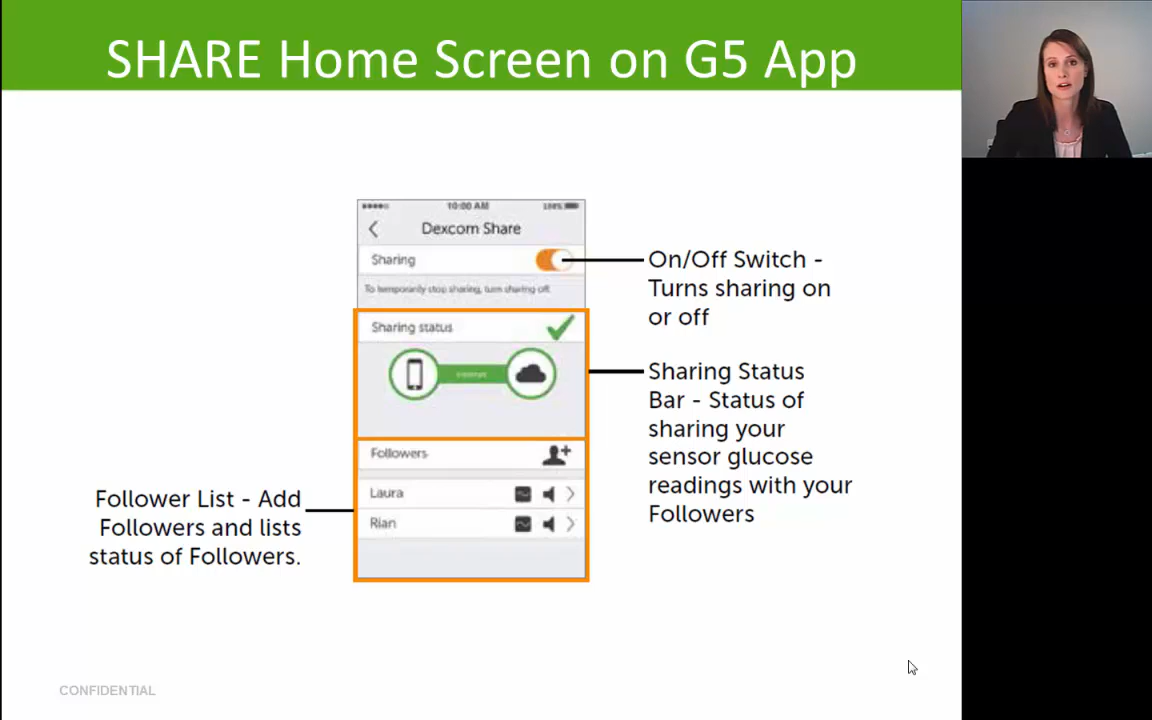 SHARE Home Screen on G5 App
10:00 AM
Dexcom Share
Sharing
To temporarily stop sharing, turn sharing off.
Sharing status
Followers
Laura
Rian
On/Off Switch -
Turns sharing on
or off
Sharing Status
Bar - Status of
sharing your
sensor glucose
readings with your
Followers
Follower List - Add
Followers and lists
status of Followers.
CONFIDENTIAL